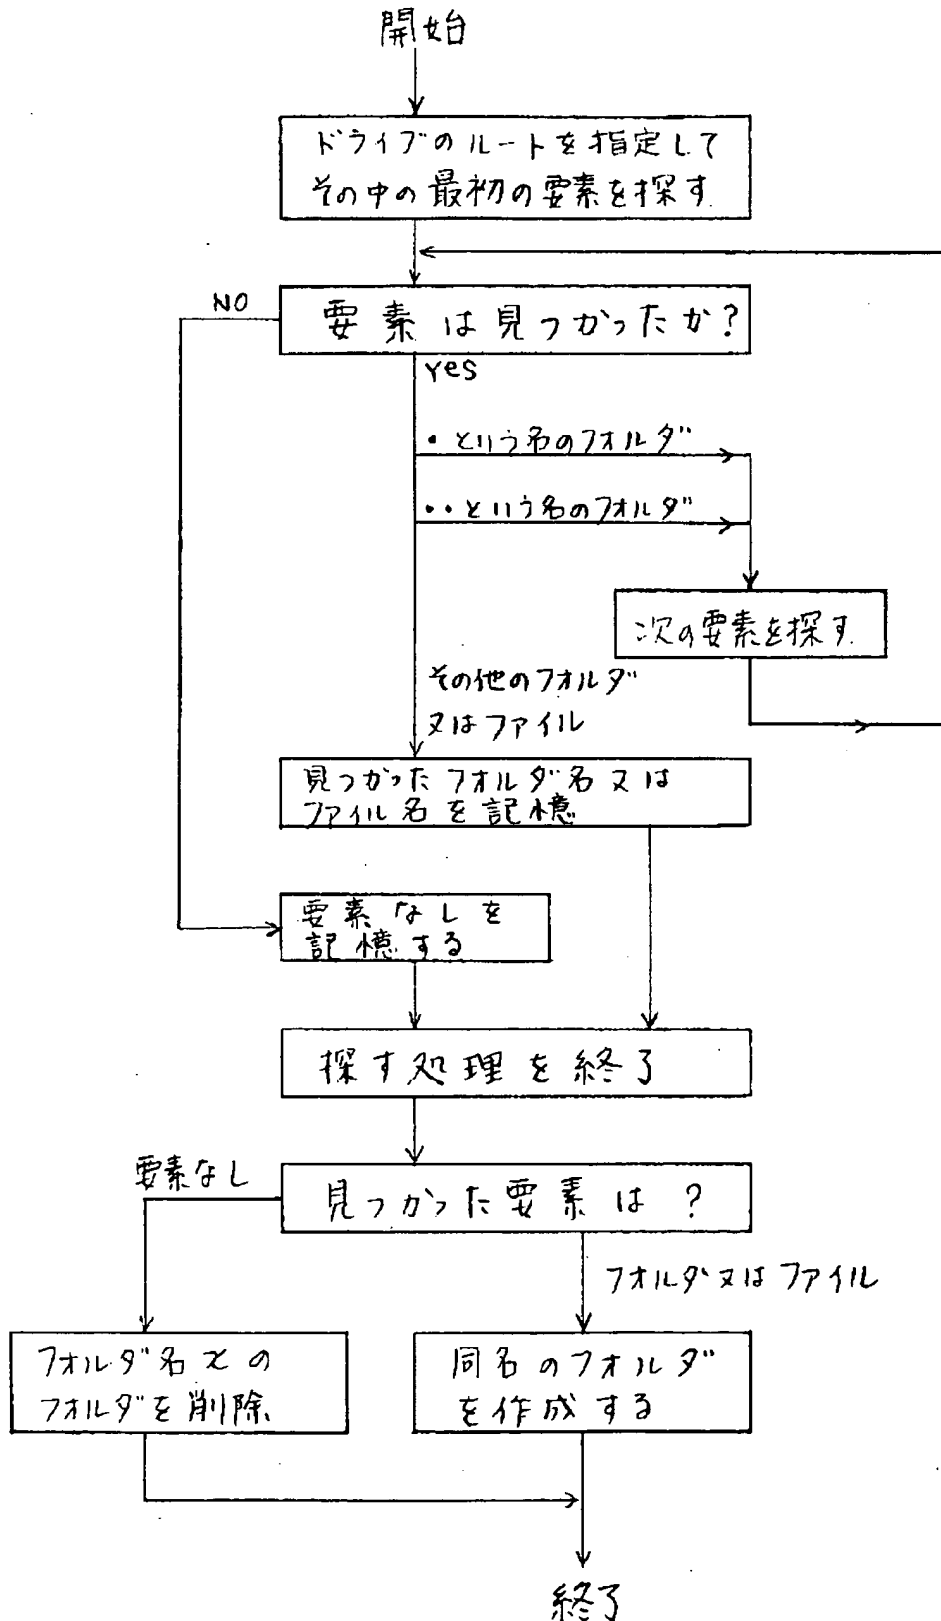 開始
ドライブのルートを指定して
その中の最初の要素を探す
要素は見つかったか?
NO
yes
・という名のフォルダ
・・という名のフォルダ
次の要素を探す
その他のフォルダ
又はファイル
見つかったフォルダ名又は
ファイル名を記憶
要素なしを
記憶する
探す処理を終了
要素なし
見つかった要素は?
フォルダ又はファイル
フォルダ名xの
フォルダを削除
同名のフォルダ
を作成する
終了